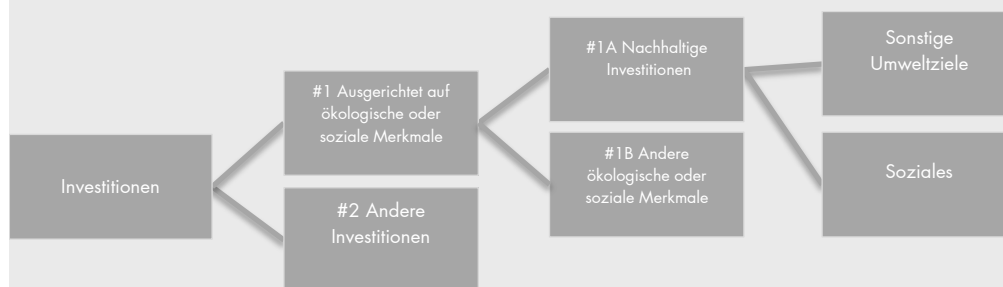 Investitionen
#1 Ausgerichtet auf
ökologische oder
soziale Merkmale
#2 Andere
Investitionen
#1A Nachhaltige
Investitionen
#1B Andere
ökologische oder
soziale Merkmale
Sonstige
Umweltziele
Soziales